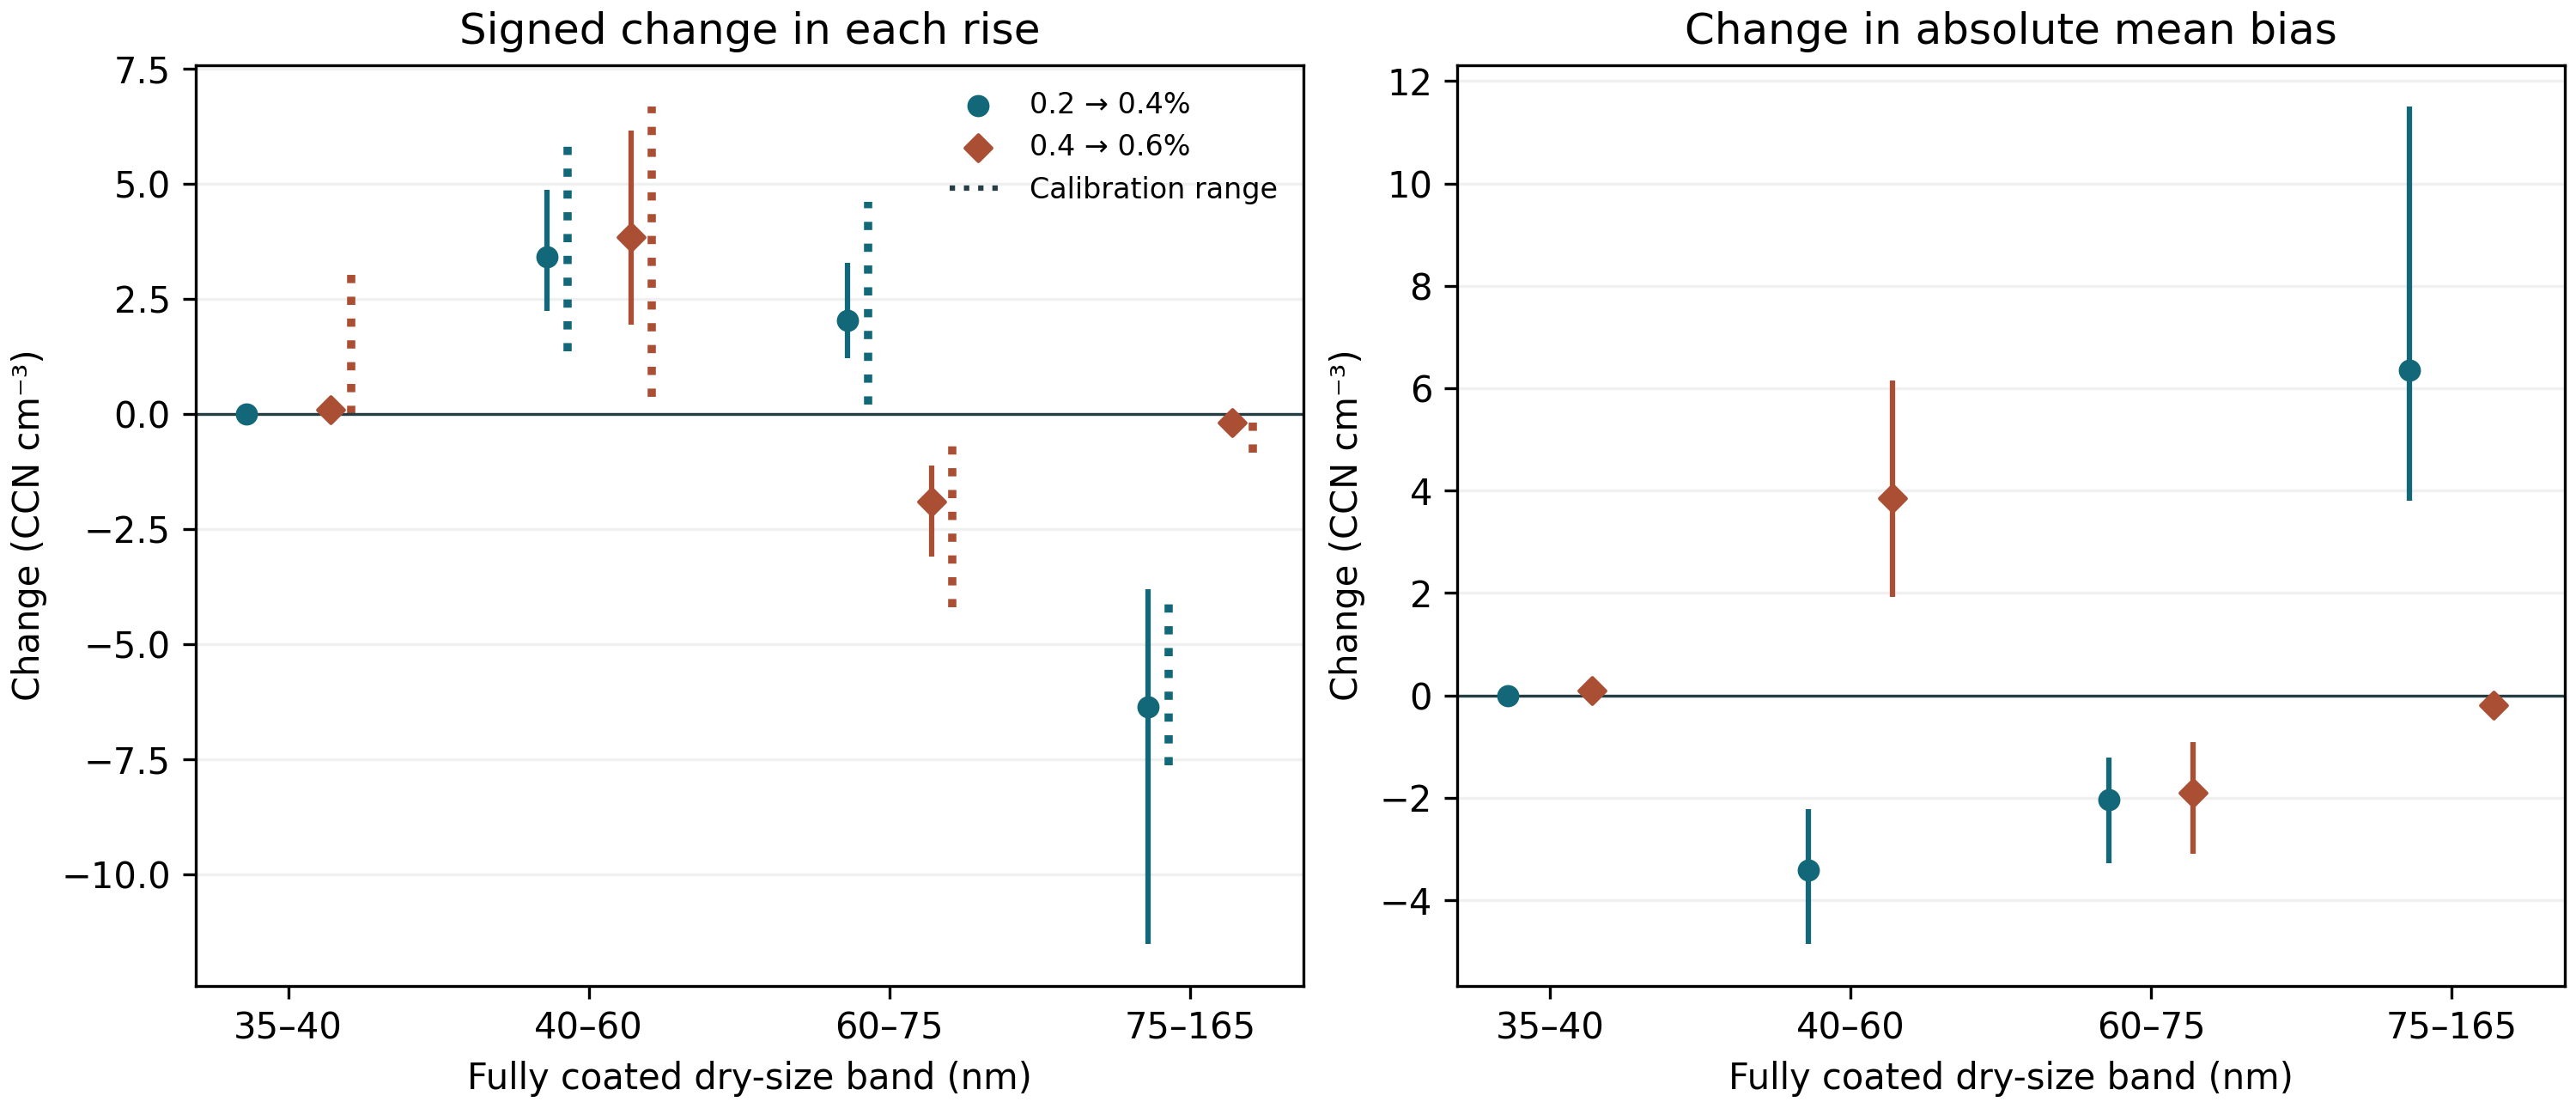 Signed change in each rise
7.5
5.0
2.5
0.0
−2.5
−5.0
−7.5
−10.0
Change (CCN cm⁻³)
0.2 → 0.4%
0.4 → 0.6%
Calibration range
35–40
40–60
60–75
75–165
Fully coated dry-size band (nm)
Change in absolute mean bias
12
10
8
6
4
2
0
−2
−4
Change (CCN cm⁻³)
35–40
40–60
60–75
75–165
Fully coated dry-size band (nm)